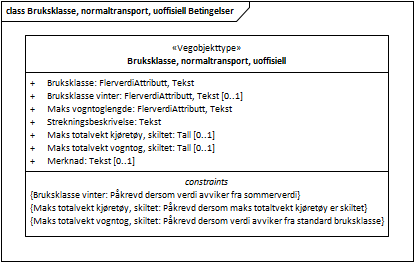 class Bruksklasse, normaltransport, uoffisiell Betingelser
«Vegobjekttype»
Bruksklasse, normaltransport, uoffisiell
+ Bruksklasse: FlerverdiAttributt, Tekst
+ Bruksklasse vinter: FlerverdiAttributt, Tekst [0..1]
+ Maks vogntoglengde: FlerverdiAttributt, Tekst
+ Strekningsbeskrivelse: Tekst
+ Maks totalvekt kjøretøy, skiltet: Tall [0..1]
+ Maks totalvekt vogntog, skiltet: Tall [0..1]
+ Merknad: Tekst [0..1]
constraints
{Bruksklasse vinter: Påkrevd dersom verdi avviker fra sommerverdi}
{Maks totalvekt kjøretøy, skiltet: Påkrevd dersom maks totaltvekt kjøretøy er skiltet}
{Maks totalvekt vogntog, skiltet: Påkrevd dersom verdi avviker fra standard bruksklasse}